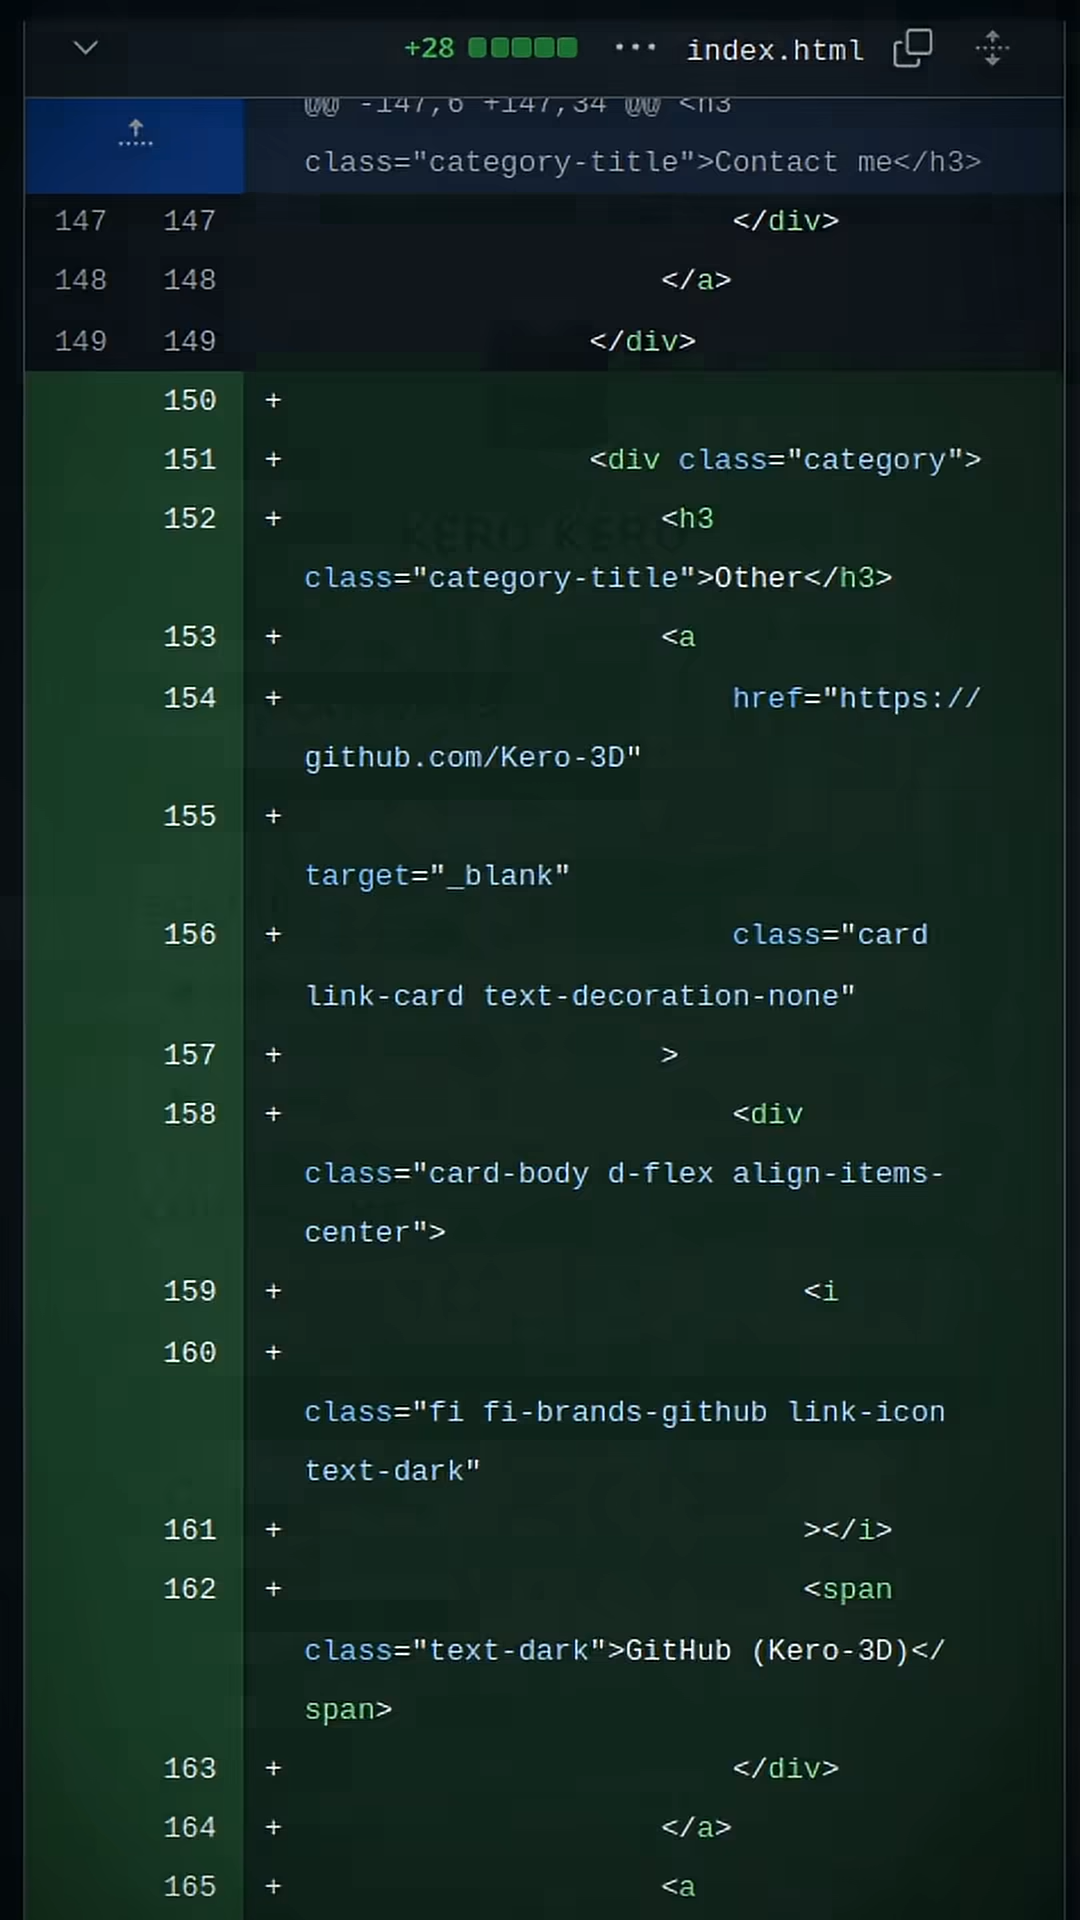 +28 ··· index.html
@@ -147,6 +147,34 @@ <h3
class="category-title">Contact me</h3>
147 147 </div>
148 148 </a>
149 149 </div>
150 +
151 + <div class="category">
152 + <h3
class="category-title">Other</h3>
153 + <a
154 + href="https://
github.com/Kero-3D"
155 +
target="_blank"
156 + class="card
link-card text-decoration-none"
157 + >
158 + <div
class="card-body d-flex align-items-
center">
159 + <i
160 +
class="fi fi-brands-github link-icon
text-dark"
161 + ></i>
162 + <span
class="text-dark">GitHub (Kero-3D)</
span>
163 + </div>
164 + </a>
165 + <a
KERO KERO